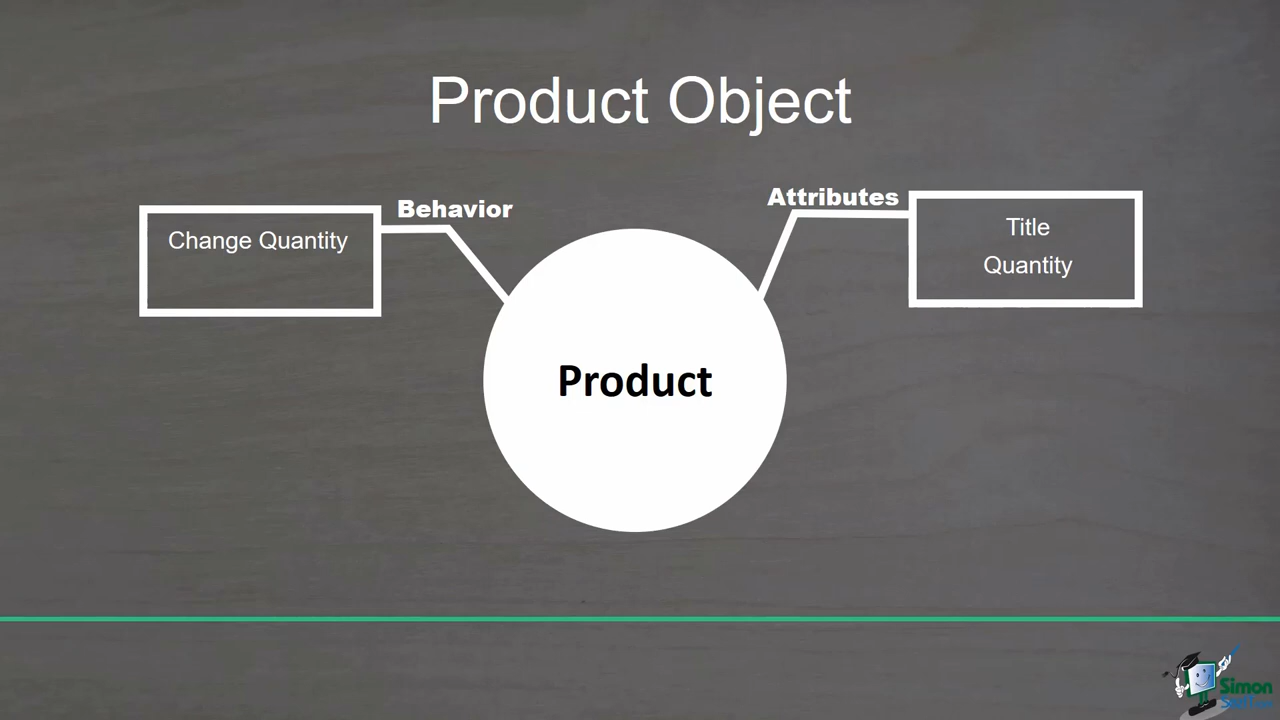 Product Object
Behavior
Change Quantity
Attributes
Title
Quantity
Product
Simon